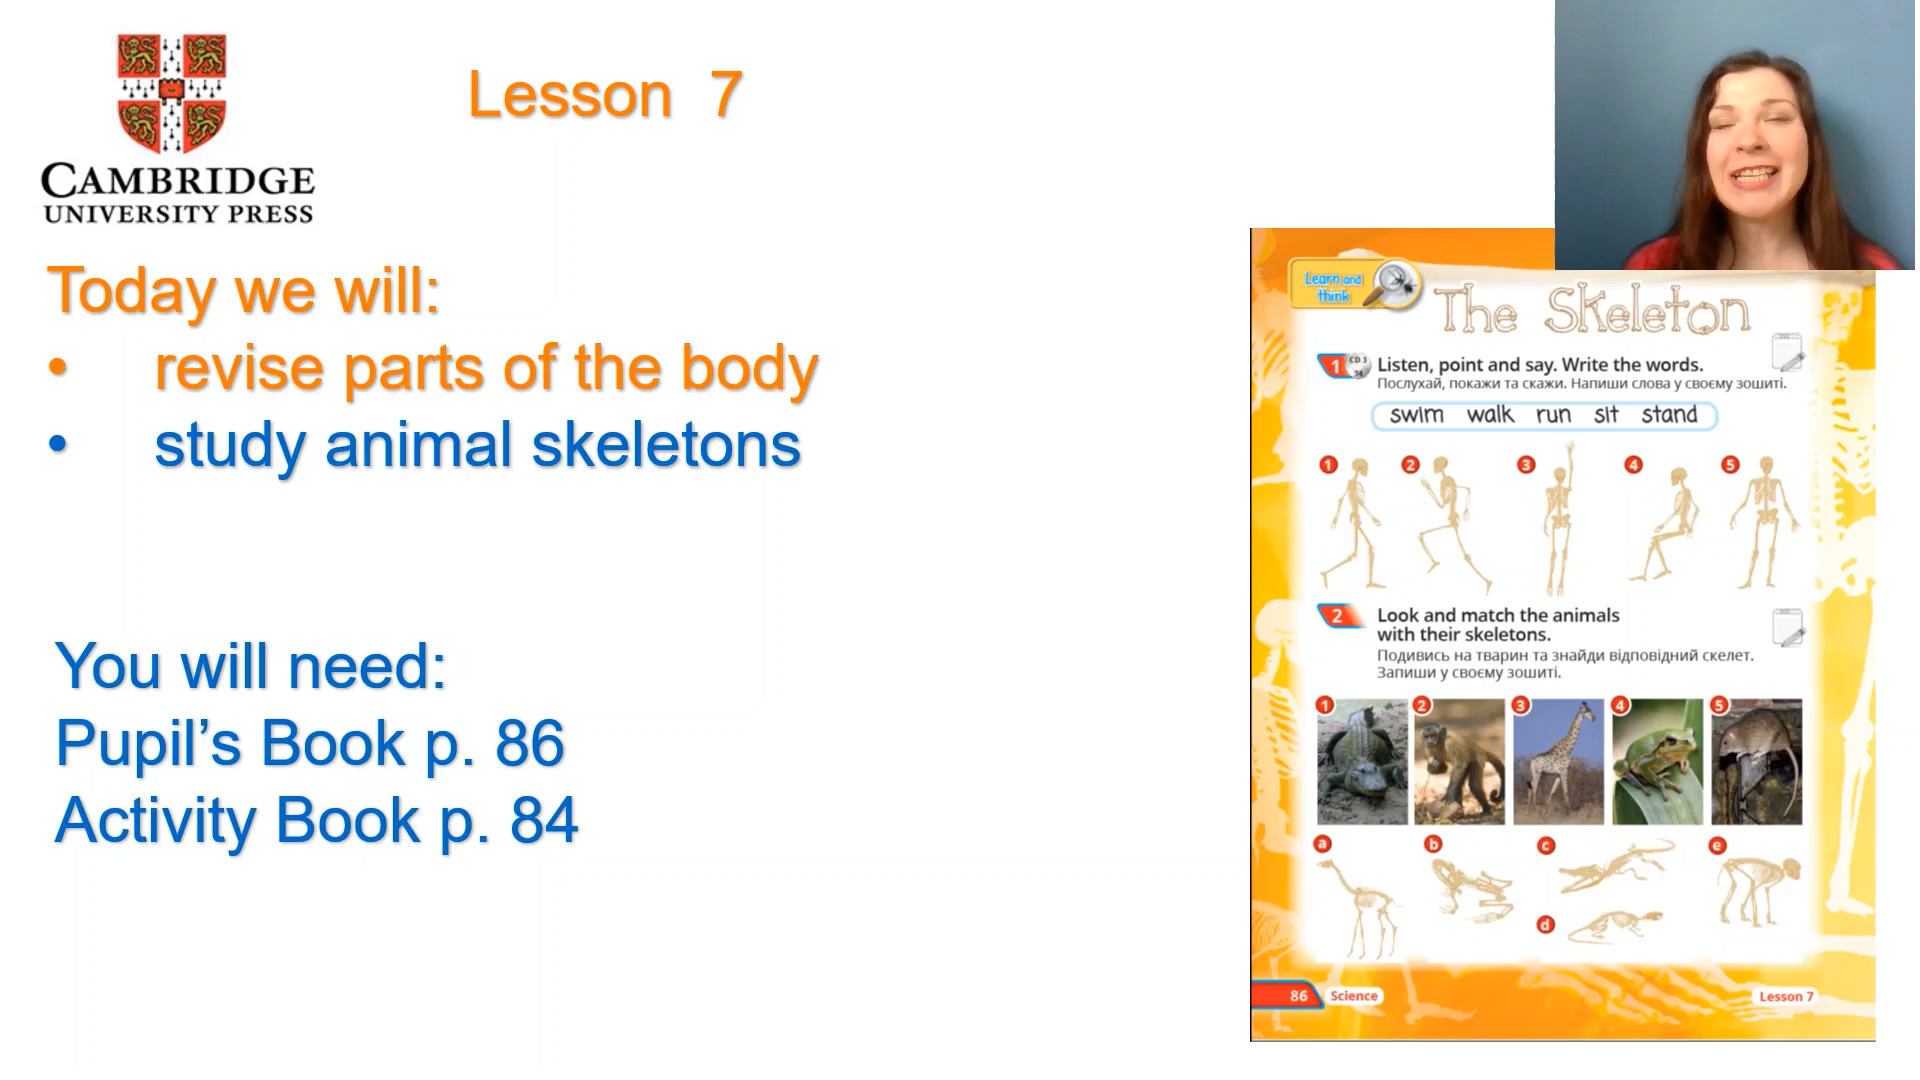 CAMBRIDGE
UNIVERSITY PRESS
Lesson 7
Today we will:
• revise parts of the body
• study animal skeletons
You will need:
Pupil’s Book p. 86
Activity Book p. 84
Learn and
think
The Skeleton
1 CD 3
34
Listen, point and say. Write the words.
Послухай, покажи та скажи. Напиши слова у своєму зошиті.
swim walk run sit stand
1 2 3 4 5
2 Look and match the animals
with their skeletons.
Подивись на тварин та знайди відповідний скелет.
Запиши у своєму зошиті.
1 2 3 4 5
a b c e
d
86 Science
Lesson 7